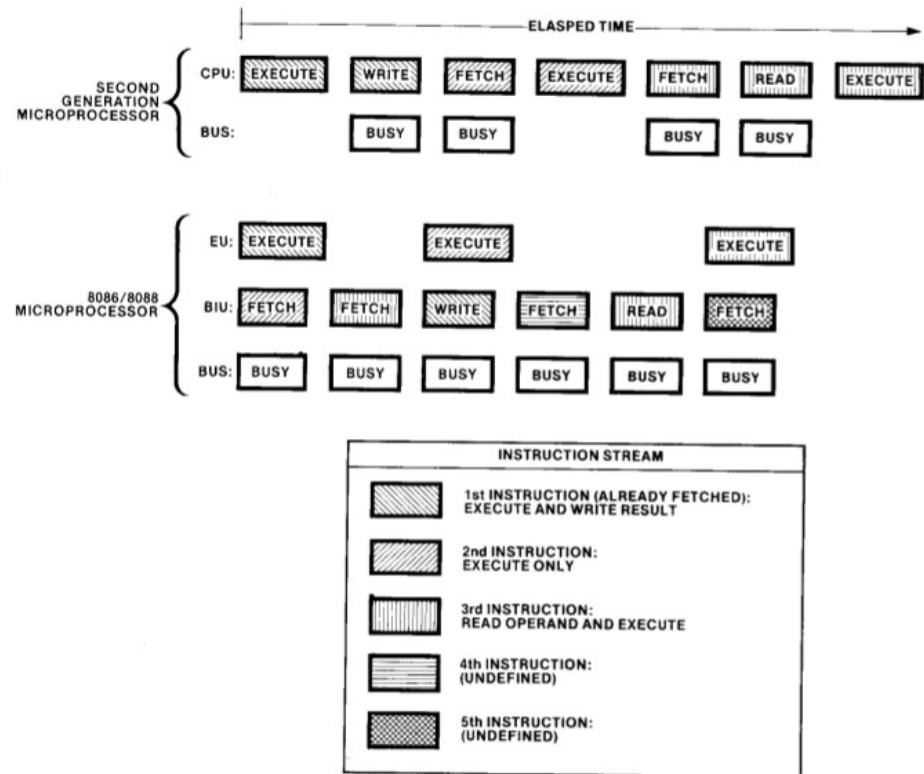 ELASPED TIME
SECOND
GENERATION
MICROPROCESSOR
CPU: EXECUTE WRITE FETCH EXECUTE FETCH READ EXECUTE
BUS: BUSY BUSY BUSY BUSY
8086/8088
MICROPROCESSOR
EU: EXECUTE EXECUTE EXECUTE
BIU: FETCH FETCH WRITE FETCH READ FETCH
BUS: BUSY BUSY BUSY BUSY BUSY BUSY
INSTRUCTION STREAM
1st INSTRUCTION (ALREADY FETCHED):
EXECUTE AND WRITE RESULT
2nd INSTRUCTION:
EXECUTE ONLY
3rd INSTRUCTION:
READ OPERAND AND EXECUTE
4th INSTRUCTION:
(UNDEFINED)
5th INSTRUCTION:
(UNDEFINED)